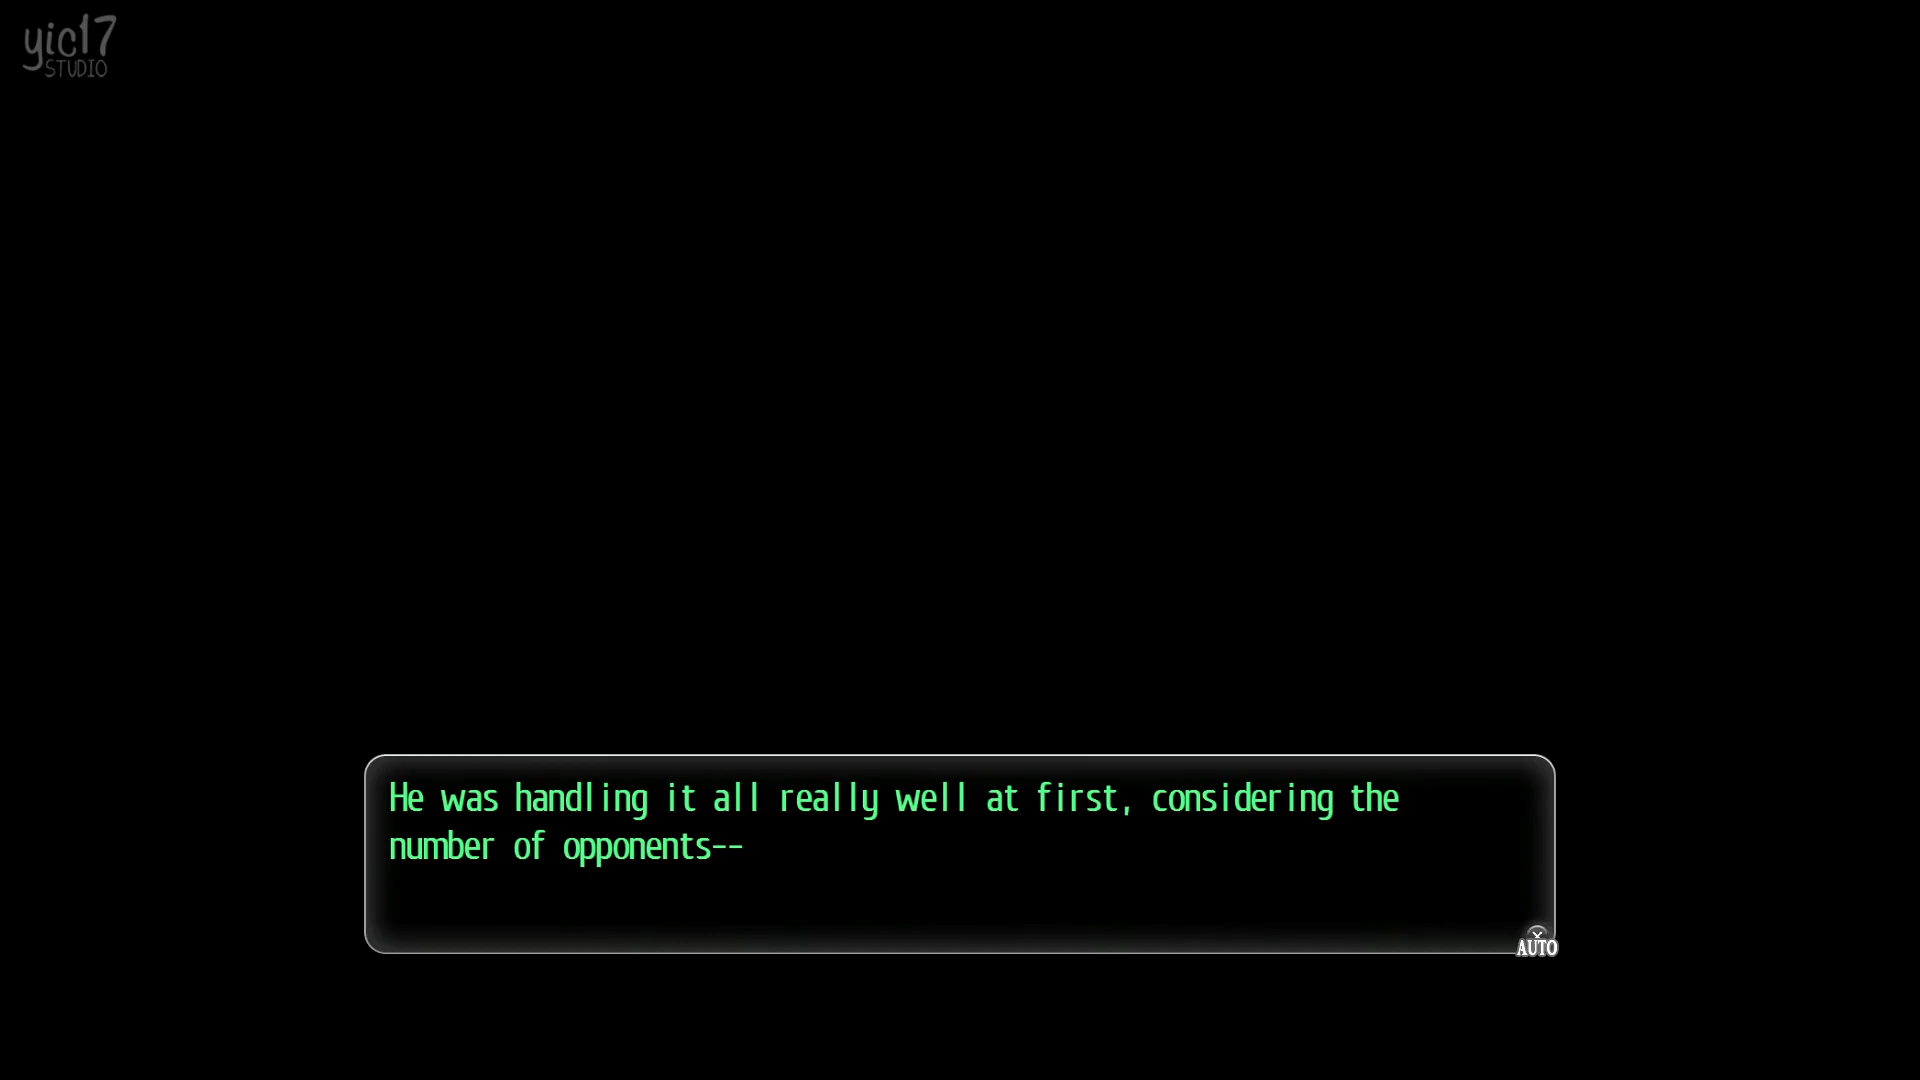 yic17
STUDIO
He was handling it all really well at first, considering the
number of opponents--
AUTO